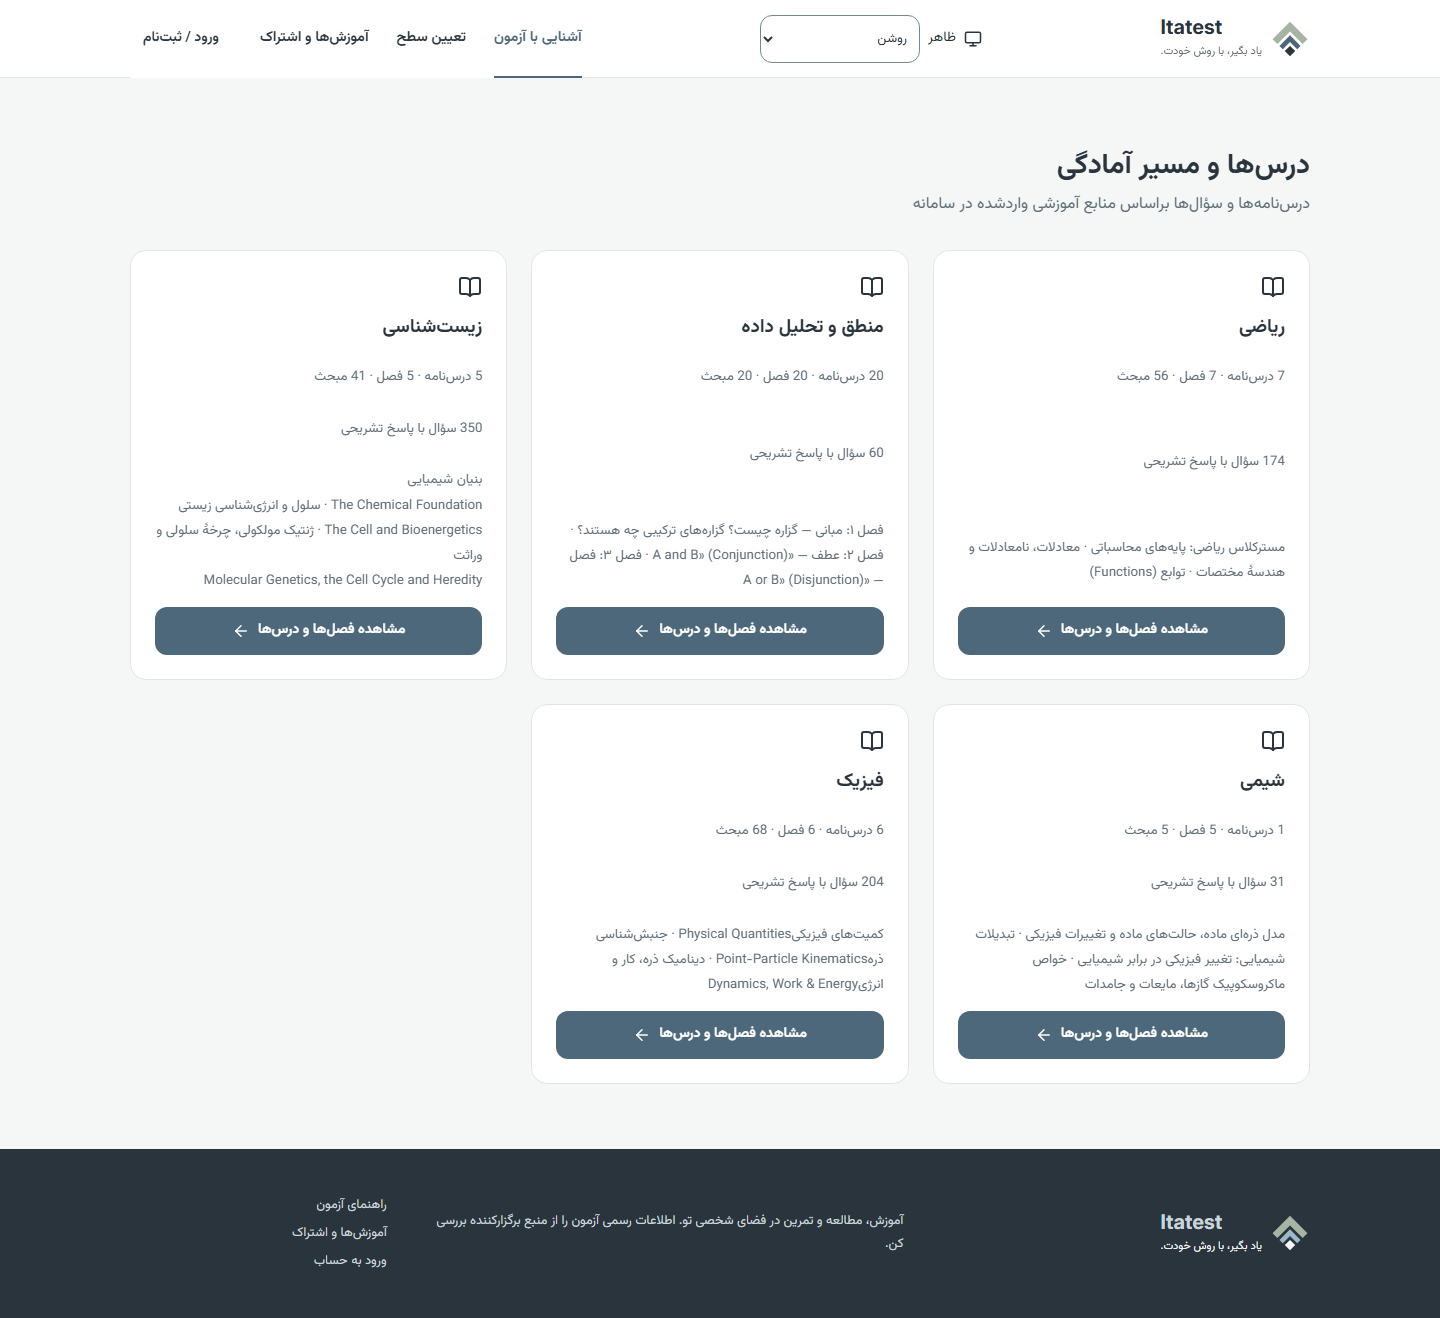 Itatest
یاد بگیر، با روش خودت.
ظاهر
روشن
آشنایی با آزمون
تعیین سطح
آموزش‌ها و اشتراک
ورود / ثبت‌نام
درس‌ها و مسیر آمادگی
درس‌نامه‌ها و سؤال‌ها براساس منابع آموزشی واردشده در سامانه
ریاضی
7 درس‌نامه · 7 فصل · 56 مبحث
174 سؤال با پاسخ تشریحی
مسترکلاس ریاضی: پایه‌های محاسباتی · معادلات، نامعادلات و
هندسهٔ مختصات · توابع (Functions)
مشاهده فصل‌ها و درس‌ها
منطق و تحلیل داده
20 درس‌نامه · 20 فصل · 20 مبحث
60 سؤال با پاسخ تشریحی
فصل ۱: مبانی — گزاره چیست؟ گزاره‌های ترکیبی چه هستند؟ ·
فصل ۲: عطف — «A and B» (Conjunction) · فصل ۳: فصل
— «A or B» (Disjunction)
مشاهده فصل‌ها و درس‌ها
زیست‌شناسی
5 درس‌نامه · 5 فصل · 41 مبحث
350 سؤال با پاسخ تشریحی
بنیان شیمیایی
The Chemical Foundation · سلول و انرژی‌شناسی زیستی
The Cell and Bioenergetics · ژنتیک مولکولی، چرخهٔ سلولی و
وراثت
Molecular Genetics, the Cell Cycle and Heredity
مشاهده فصل‌ها و درس‌ها
شیمی
1 درس‌نامه · 5 فصل · 5 مبحث
31 سؤال با پاسخ تشریحی
مدل ذره‌ای ماده، حالت‌های ماده و تغییرات فیزیکی · تبدیلات
شیمیایی: تغییر فیزیکی در برابر شیمیایی · خواص
ماکروسکوپیک گازها، مایعات و جامدات
مشاهده فصل‌ها و درس‌ها
فیزیک
6 درس‌نامه · 6 فصل · 68 مبحث
204 سؤال با پاسخ تشریحی
کمیت‌های فیزیکیPhysical Quantities · جنبش‌شناسی
ذرهPoint-Particle Kinematics · دینامیک ذره، کار و
انرژیDynamics, Work & Energy
مشاهده فصل‌ها و درس‌ها
Itatest
یاد بگیر، با روش خودت.
آموزش، مطالعه و تمرین در فضای شخصی تو. اطلاعات رسمی آزمون را از منبع برگزارکننده بررسی
کن.
راهنمای آزمون
آموزش‌ها و اشتراک
ورود به حساب